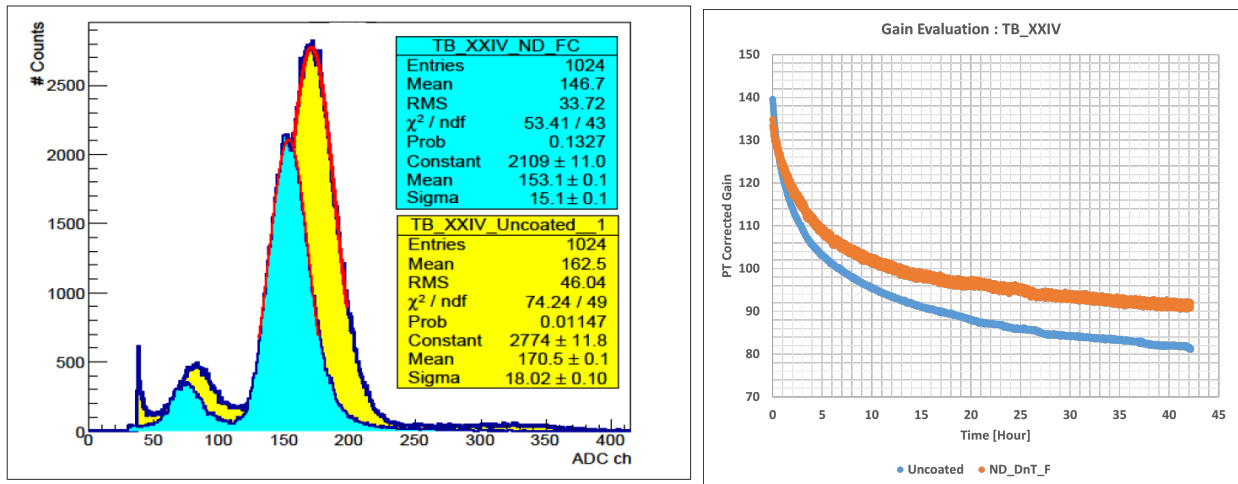 # Counts
2500
2000
1500
1000
500
0
0 50 100 150 200 250 300 350 400
ADC ch
TB_XXIV_ND_FC
Entries 1024
Mean 146.7
RMS 33.72
χ² / ndf 53.41 / 43
Prob 0.1327
Constant 2109 ± 11.0
Mean 153.1 ± 0.1
Sigma 15.1 ± 0.1
TB_XXIV_Uncoated__1
Entries 1024
Mean 162.5
RMS 46.04
χ² / ndf 74.24 / 49
Prob 0.01147
Constant 2774 ± 11.8
Mean 170.5 ± 0.1
Sigma 18.02 ± 0.10
Gain Evaluation : TB_XXIV
PT Corrected Gain
150
140
130
120
110
100
90
80
70
0 5 10 15 20 25 30 35 40 45
Time [Hour]
Uncoated ND_DnT_F